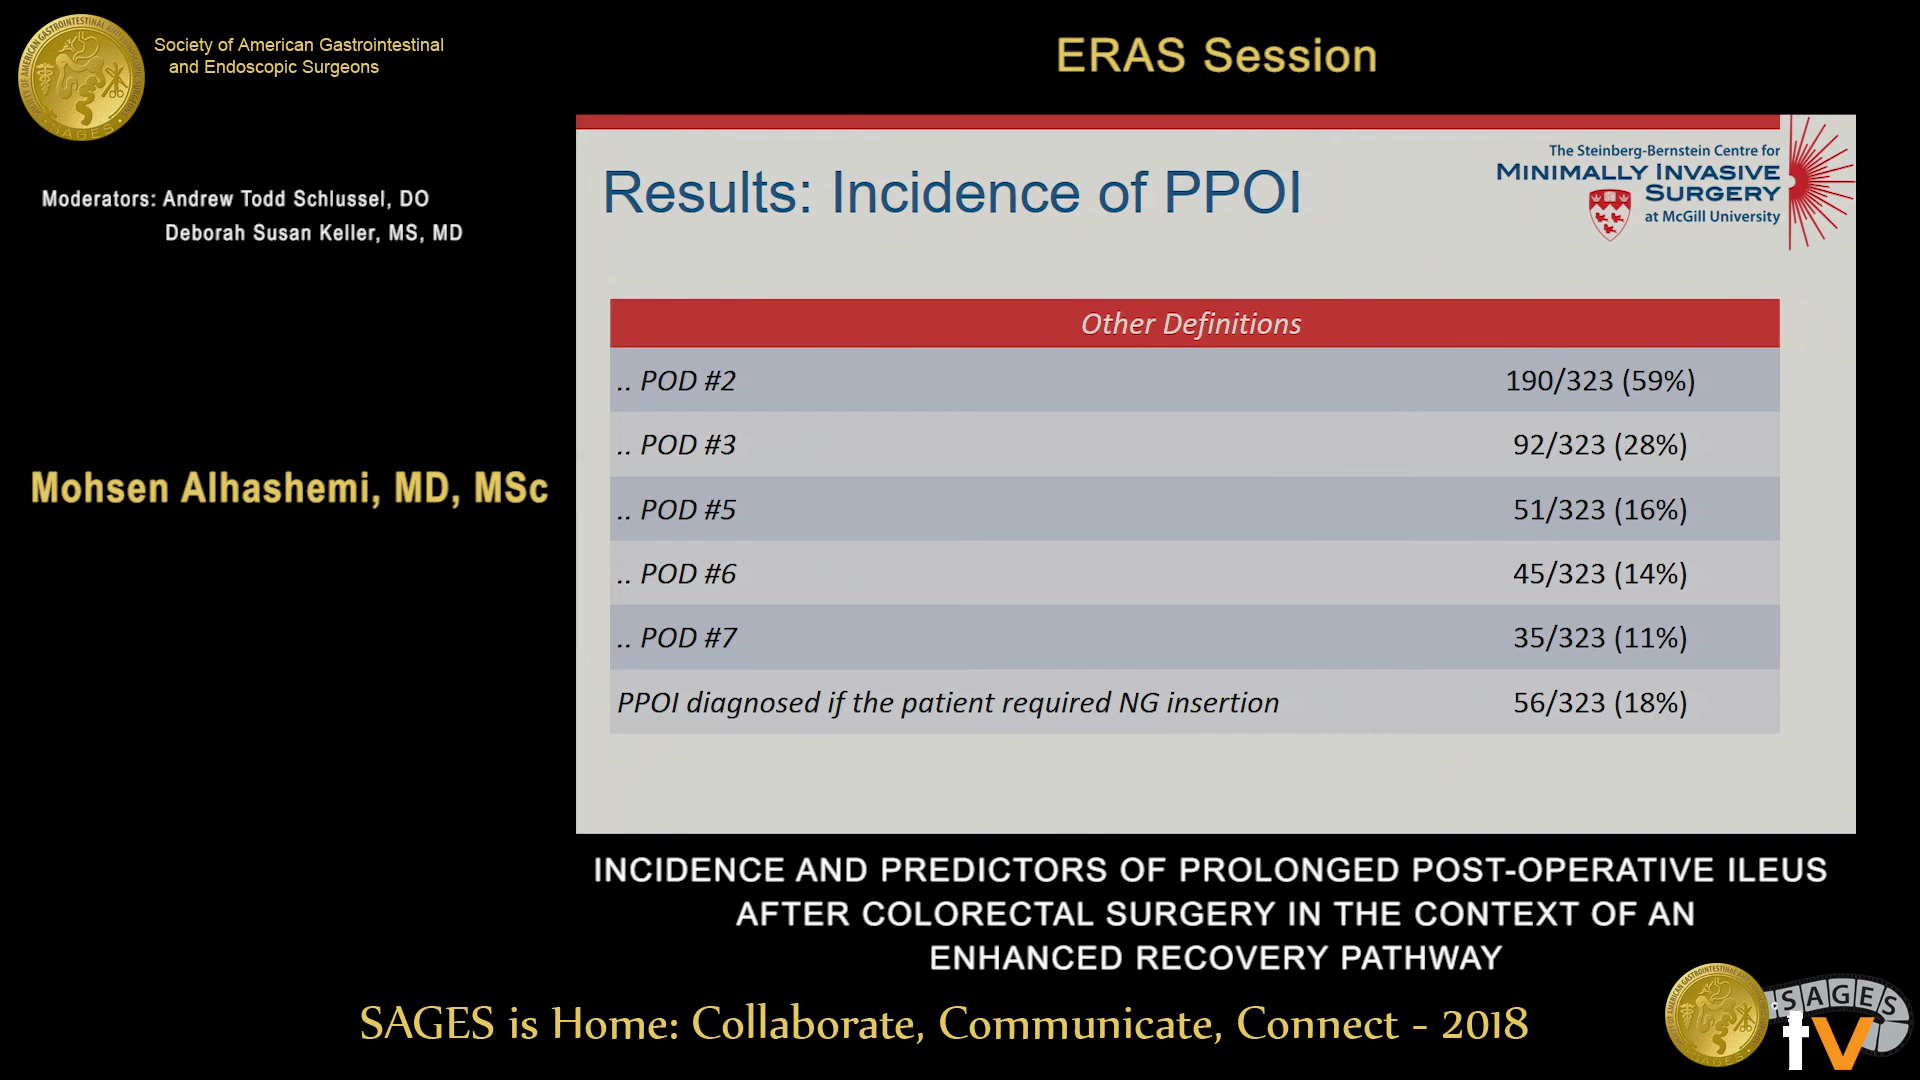 Society of American Gastrointestinal
and Endoscopic Surgeons
ERAS Session
Moderators: Andrew Todd Schlussel, DO
Deborah Susan Keller, MS, MD
Mohsen Alhashemi, MD, MSc
The Steinberg-Bernstein Centre for
MINIMALLY INVASIVE
SURGERY
at McGill University
Results: Incidence of PPOI
Other Definitions
.. POD #2 190/323 (59%)
.. POD #3 92/323 (28%)
.. POD #5 51/323 (16%)
.. POD #6 45/323 (14%)
.. POD #7 35/323 (11%)
PPOI diagnosed if the patient required NG insertion 56/323 (18%)
INCIDENCE AND PREDICTORS OF PROLONGED POST-OPERATIVE ILEUS
AFTER COLORECTAL SURGERY IN THE CONTEXT OF AN
ENHANCED RECOVERY PATHWAY
SAGES is Home: Collaborate, Communicate, Connect - 2018
SAGES
tv